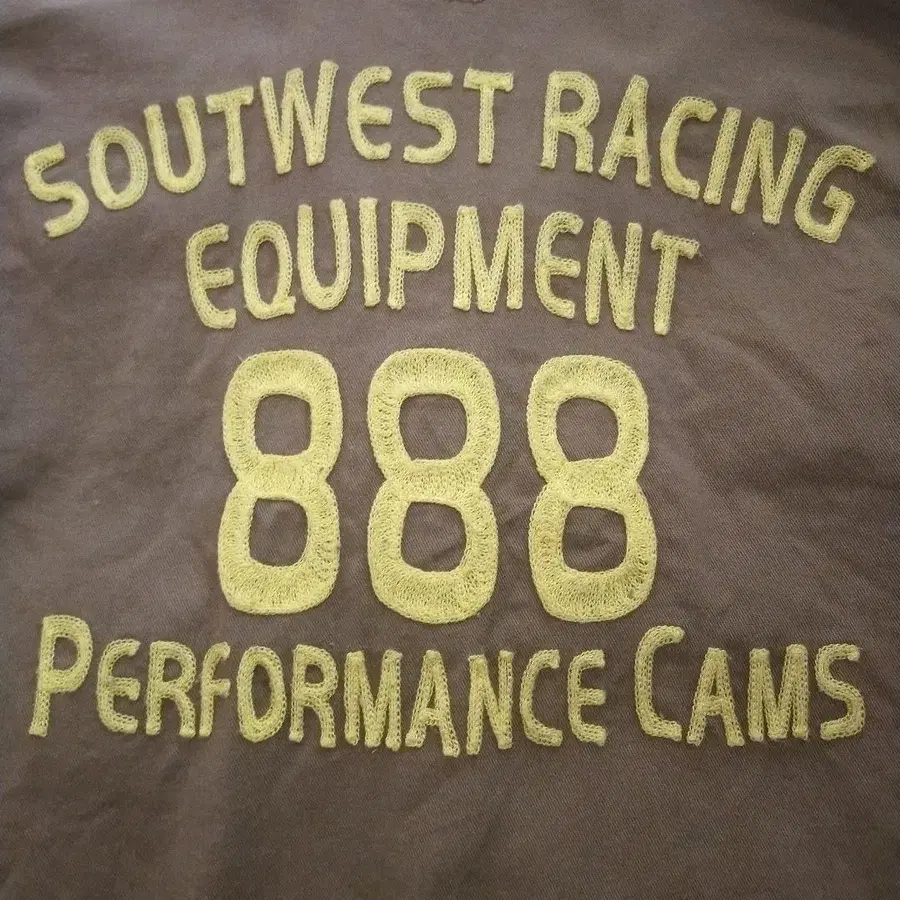 SOUTWEST RACING
EQUIPMENT
888
PERFORMANCE CAMS